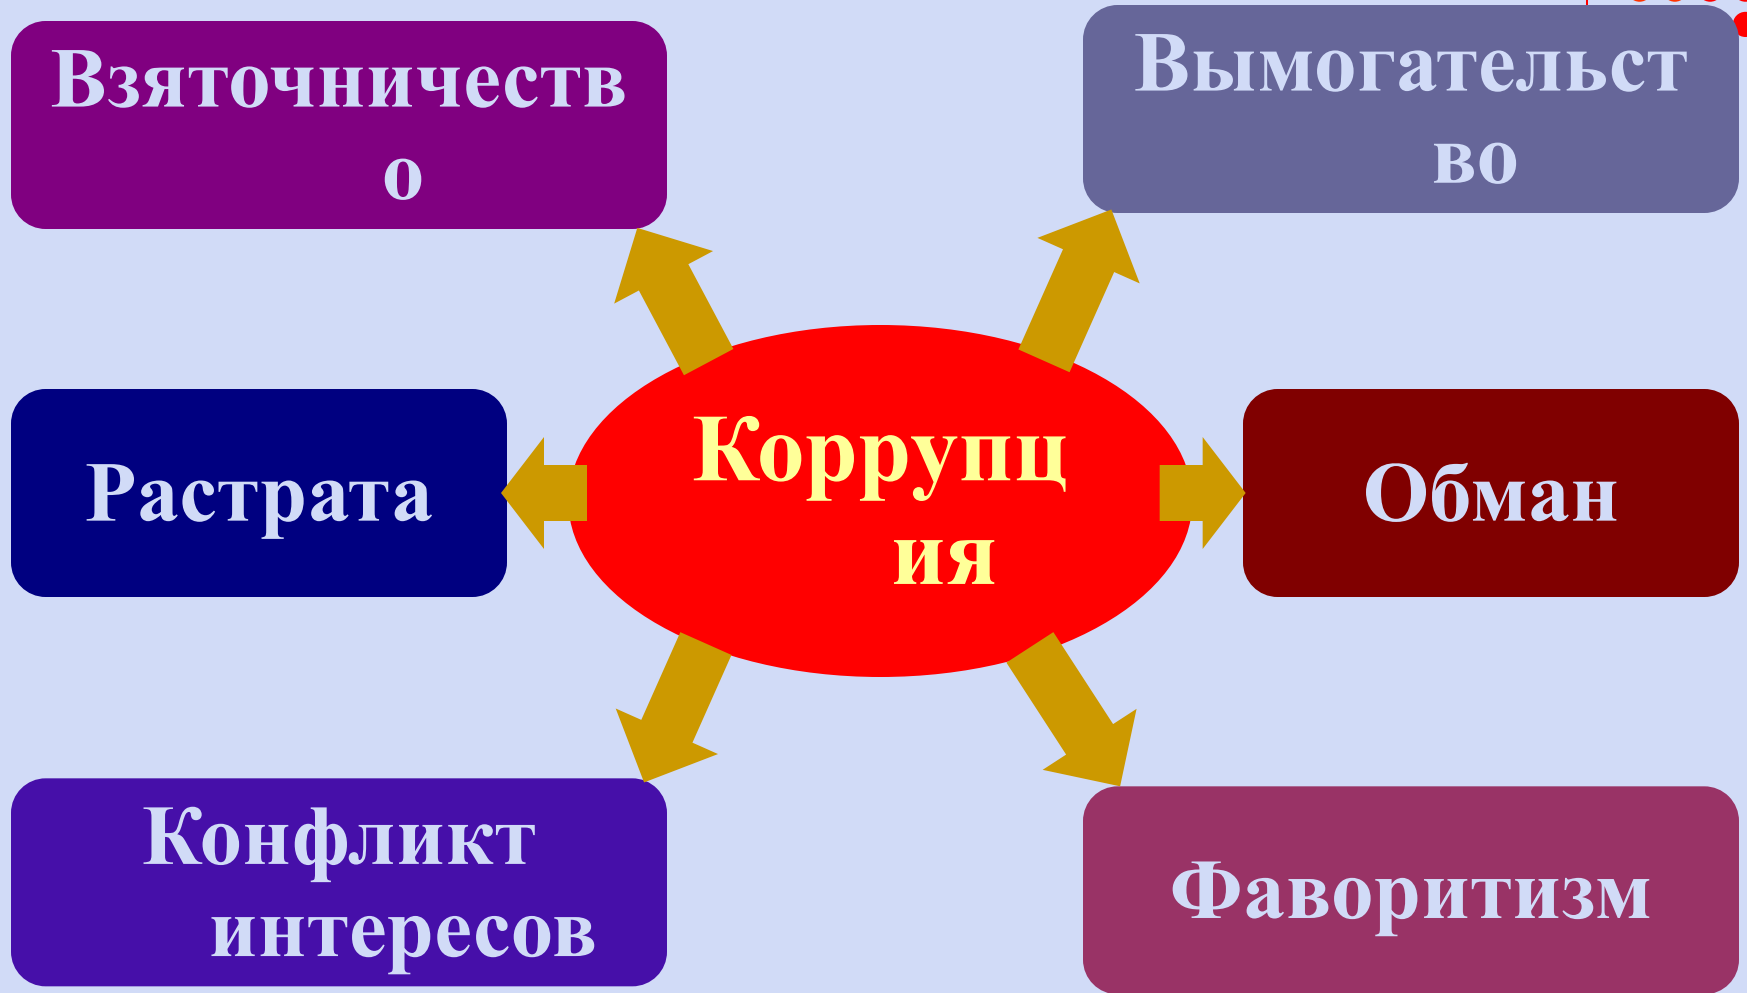 Взяточничеств
о
Вымогательст
во
Растрата
Коррупц
ия
Обман
Конфликт
интересов
Фаворитизм